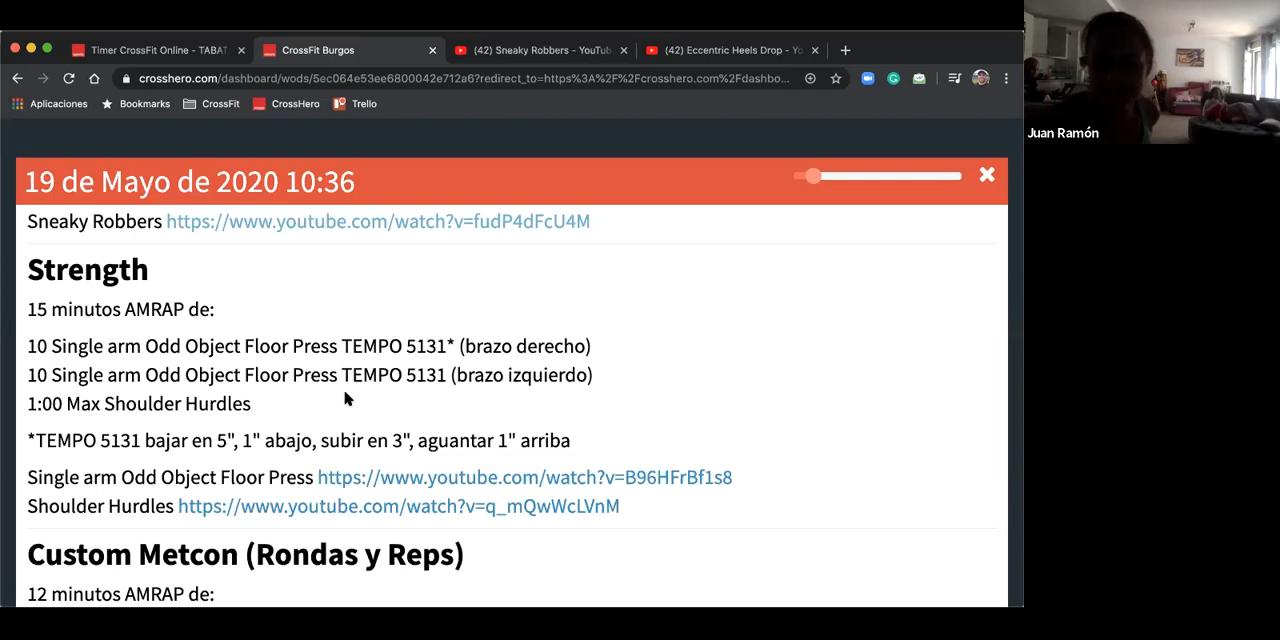 Timer CrossFit Online - TABAT
CrossFit Burgos
(42) Sneaky Robbers - YouTub
(42) Eccentric Heels Drop - Yo
crosshero.com/dashboard/wods/5ec064e53ee6800042e712a6?redirect_to=https%3A%2F%2Fcrosshero.com%2Fdashbo...
Aplicaciones Bookmarks CrossFit CrossHero Trello
Juan Ramón
19 de Mayo de 2020 10:36
Sneaky Robbers https://www.youtube.com/watch?v=fudP4dFcU4M
Strength
15 minutos AMRAP de:
10 Single arm Odd Object Floor Press TEMPO 5131* (brazo derecho)
10 Single arm Odd Object Floor Press TEMPO 5131 (brazo izquierdo)
1:00 Max Shoulder Hurdles
*TEMPO 5131 bajar en 5", 1" abajo, subir en 3", aguantar 1" arriba
Single arm Odd Object Floor Press https://www.youtube.com/watch?v=B96HFrBf1s8
Shoulder Hurdles https://www.youtube.com/watch?v=q_mQwWcLVnM
Custom Metcon (Rondas y Reps)
12 minutos AMRAP de: